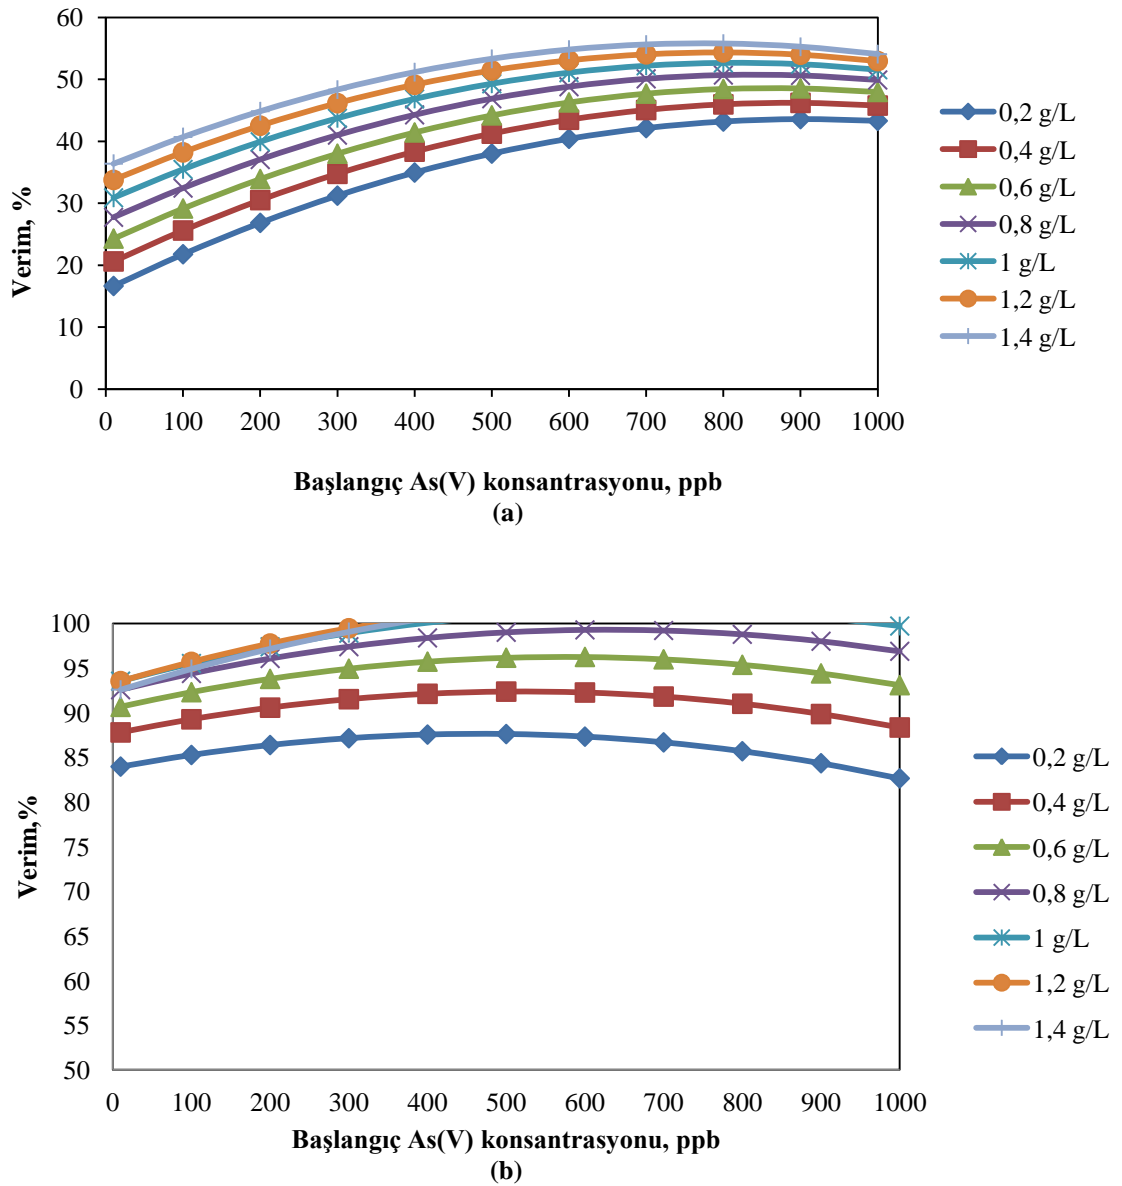 60
50
40
30
20
10
0
Verim, %
0 100 200 300 400 500 600 700 800 900 1000
Başlangıç As(V) konsantrasyonu, ppb
(a)
0,2 g/L
0,4 g/L
0,6 g/L
0,8 g/L
1 g/L
1,2 g/L
1,4 g/L
100
95
90
85
80
75
70
65
60
55
50
Verim,%
0 100 200 300 400 500 600 700 800 900 1000
Başlangıç As(V) konsantrasyonu, ppb
(b)
0,2 g/L
0,4 g/L
0,6 g/L
0,8 g/L
1 g/L
1,2 g/L
1,4 g/L